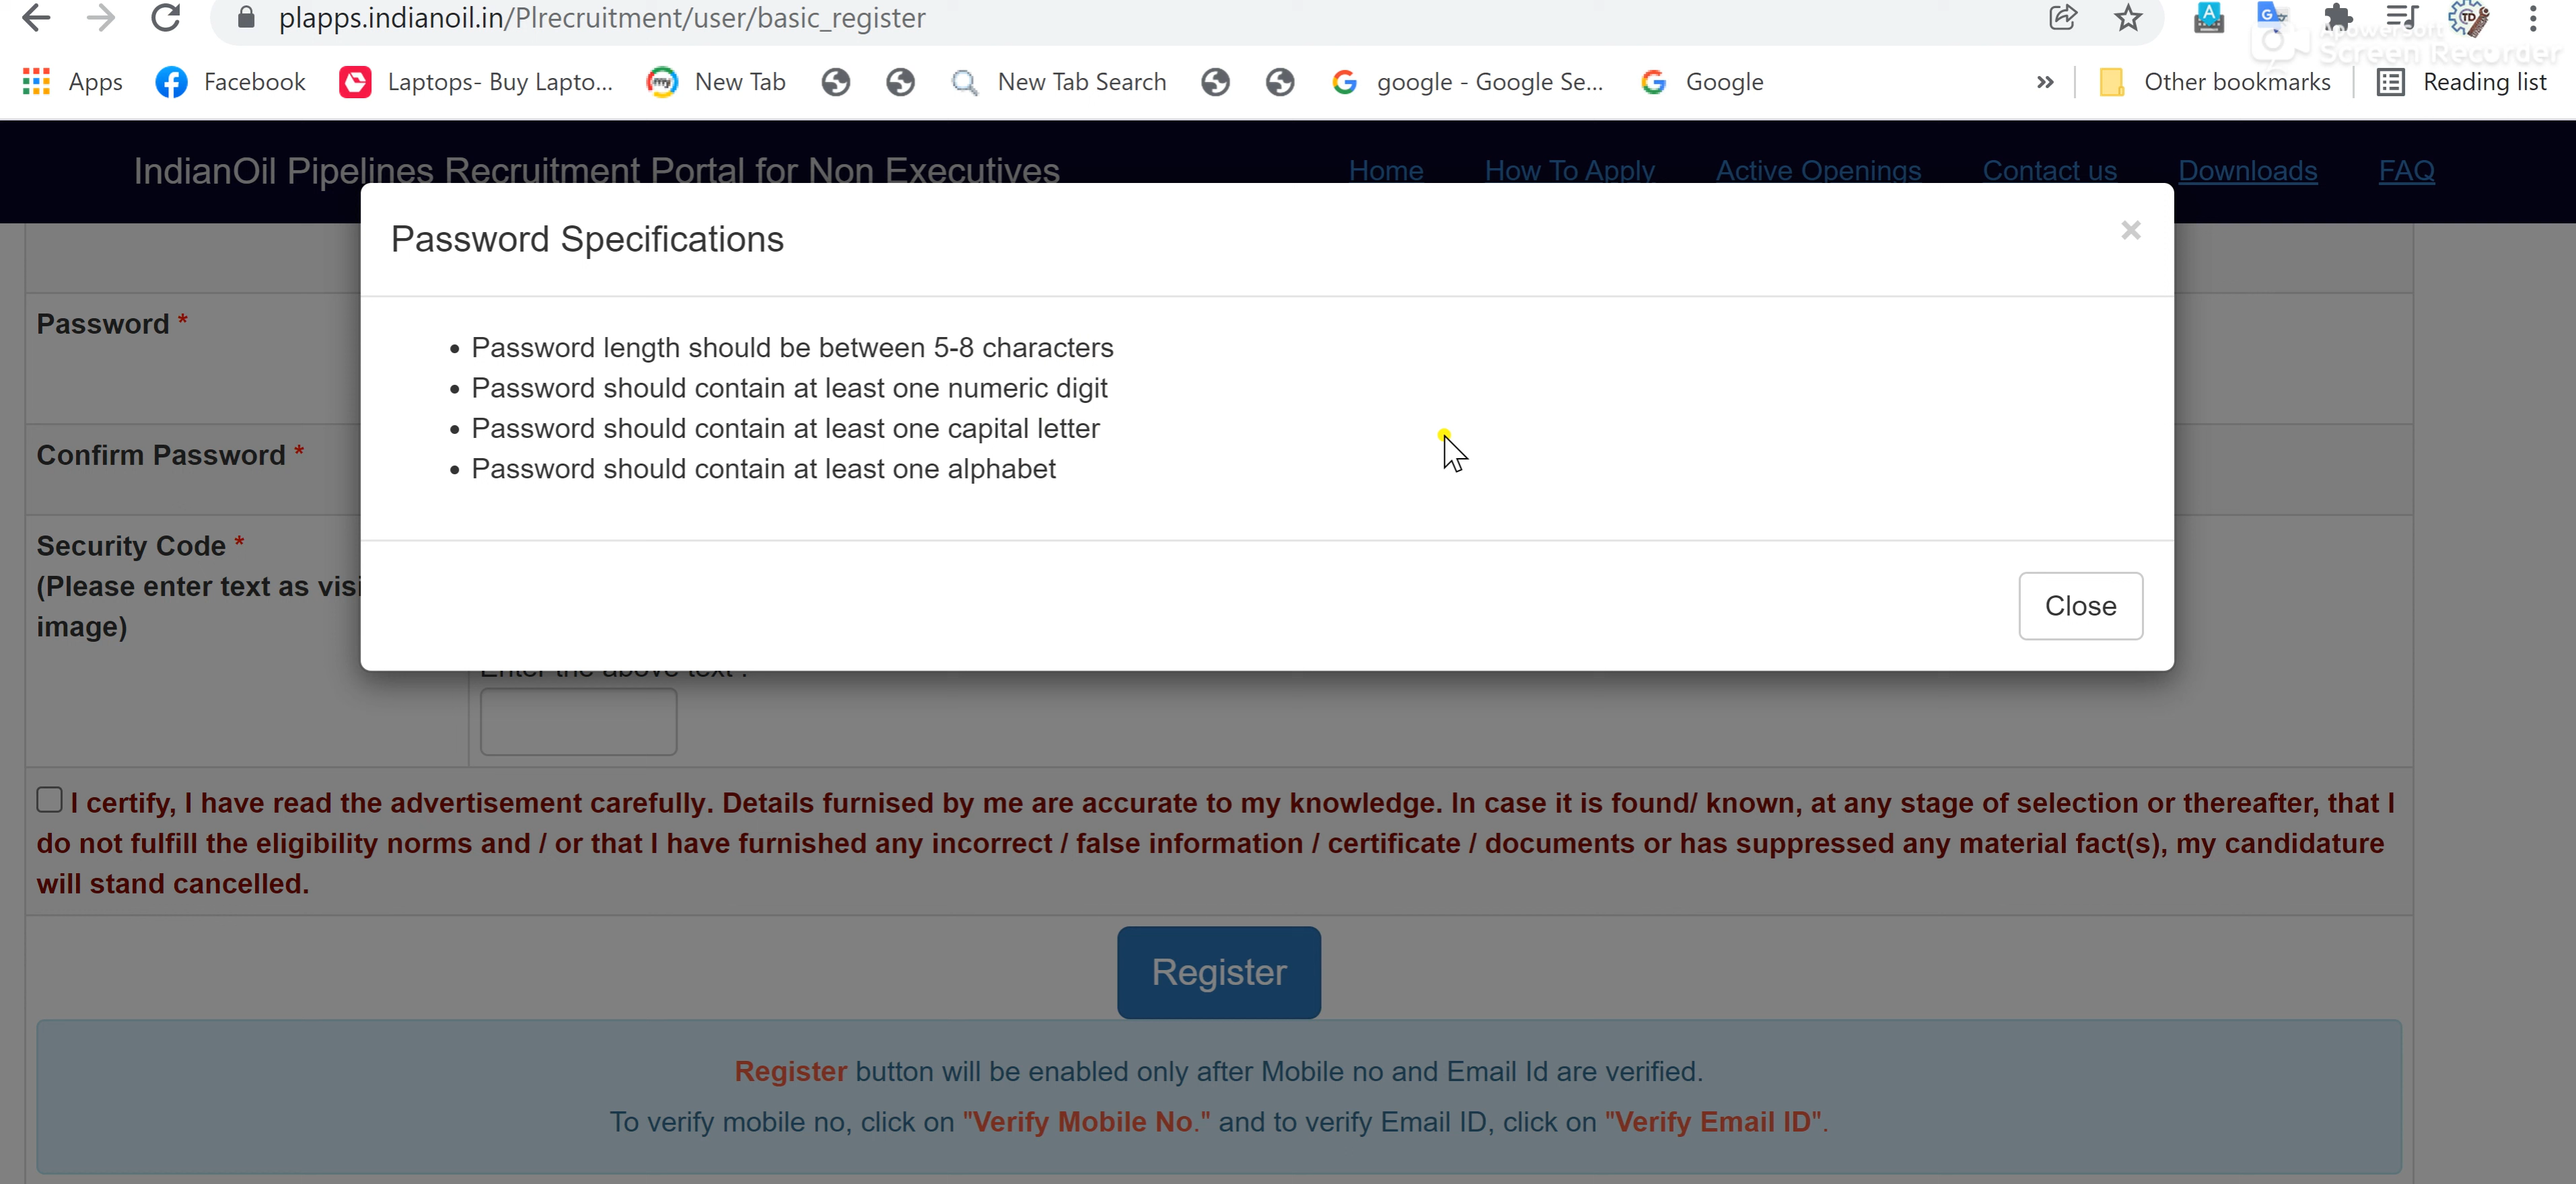 plapps.indianoil.in/Plrecruitment/user/basic_register
Apowersoft
Screen Recorder
Apps Facebook Laptops- Buy Lapto... New Tab New Tab Search google - Google Se... Google » Other bookmarks Reading list
IndianOil Pipelines Recruitment Portal for Non Executives Home How To Apply Active Openings Contact us Downloads FAQ
Password Specifications ×
Password *
• Password length should be between 5-8 characters
• Password should contain at least one numeric digit
• Password should contain at least one capital letter
• Password should contain at least one alphabet
Confirm Password *
Security Code *
(Please enter text as visi
image)
Close
Enter the above text :
I certify, I have read the advertisement carefully. Details furnised by me are accurate to my knowledge. In case it is found/ known, at any stage of selection or thereafter, that I
do not fulfill the eligibility norms and / or that I have furnished any incorrect / false information / certificate / documents or has suppressed any material fact(s), my candidature
will stand cancelled.
Register
Register button will be enabled only after Mobile no and Email Id are verified.
To verify mobile no, click on "Verify Mobile No." and to verify Email ID, click on "Verify Email ID".